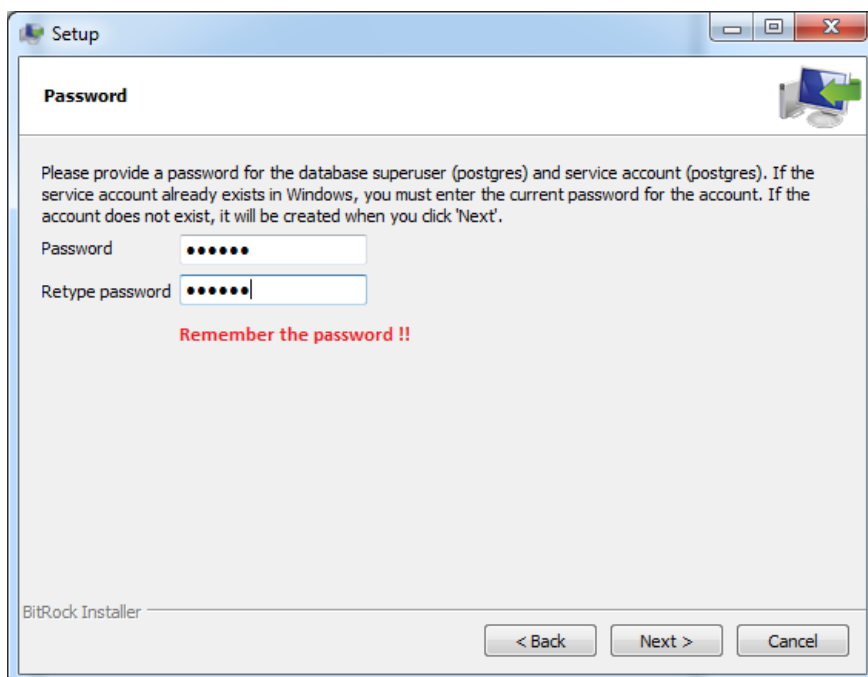 Setup
Password
Please provide a password for the database superuser (postgres) and service account (postgres). If the
service account already exists in Windows, you must enter the current password for the account. If the
account does not exist, it will be created when you click 'Next'.
Password ••••••
Retype password ••••••
Remember the password !!
BitRock Installer
< Back Next > Cancel